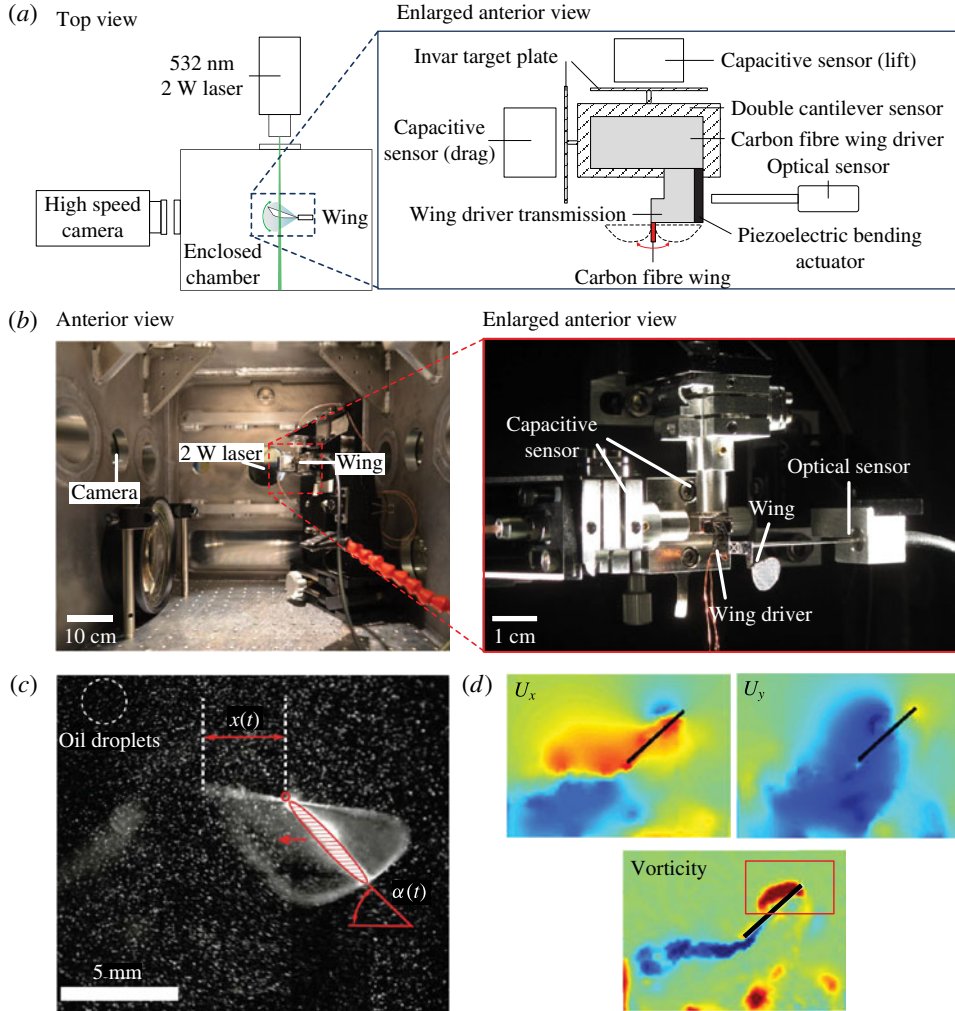 (a)
Top view
532 nm
2 W laser
High speed
camera
Wing
Enclosed
chamber
Enlarged anterior view
Invar target plate
Capacitive sensor (lift)
Double cantilever sensor
Capacitive
sensor (drag)
Carbon fibre wing driver
Optical sensor
Wing driver transmission
Piezoelectric bending
actuator
Carbon fibre wing
(b)
Anterior view
2 W laser
Wing
Camera
10 cm
Enlarged anterior view
Capacitive
sensor
Optical sensor
Wing
Wing driver
1 cm
(c)
Oil droplets
x(t)
α(t)
5 mm
(d)
Ux
Uy
Vorticity